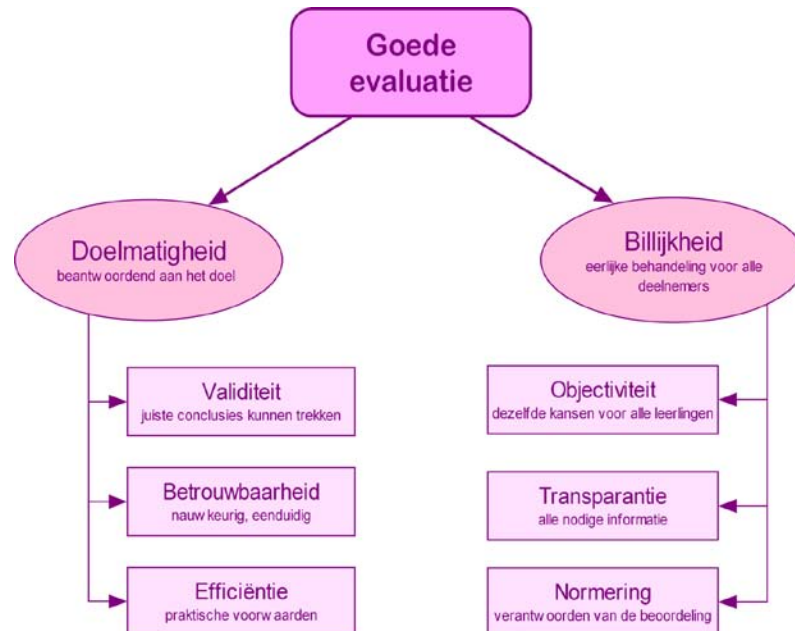 Goede
evaluatie
Doelmatigheid
beantwoordend aan het doel
Billijkheid
eerlijke behandeling voor alle
deelnemers
Validiteit
juiste conclusies kunnen trekken
Objectiviteit
dezelfde kansen voor alle leerlingen
Betrouwbaarheid
nauwkeurig, eenduidig
Transparantie
alle nodige informatie
Efficiëntie
praktische voorwaarden
Normering
verantwoorden van de beoordeling